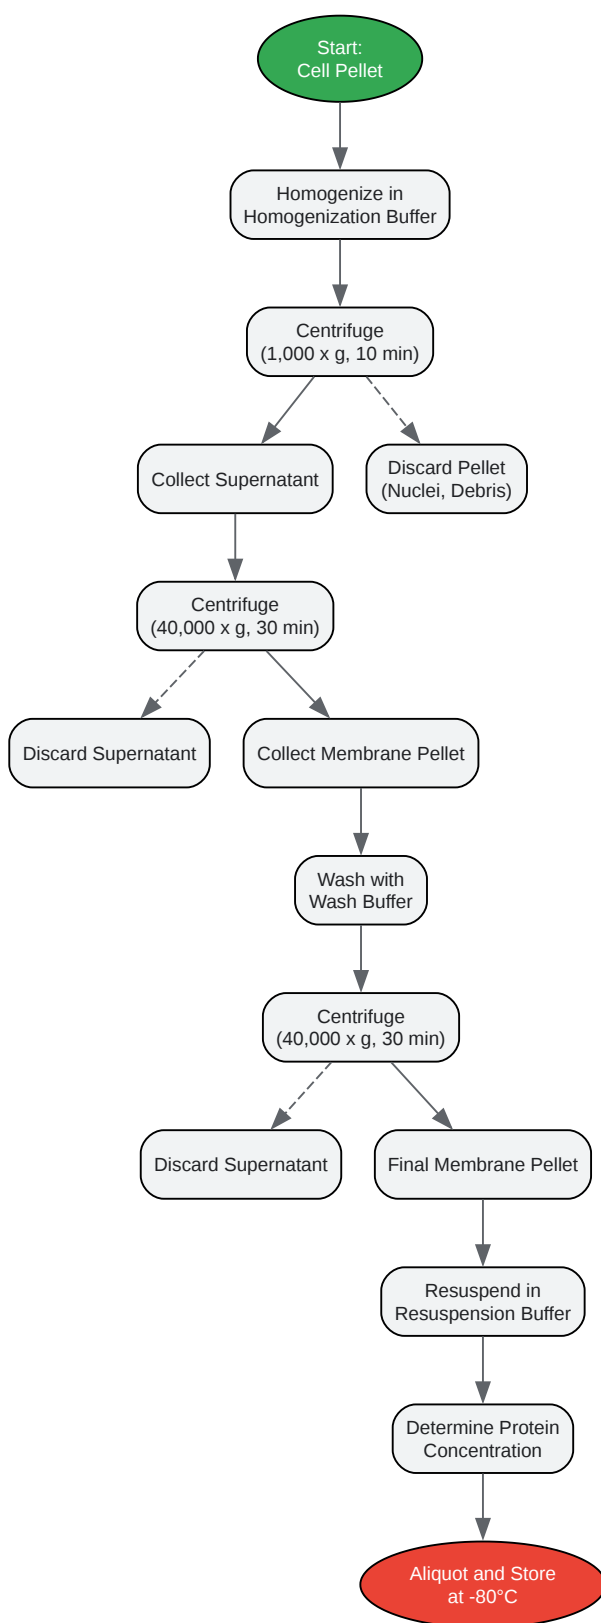 Start:
Cell Pellet
Homogenize in
Homogenization Buffer
Centrifuge
(1,000 x g, 10 min)
Collect Supernatant
Discard Pellet
(Nuclei, Debris)
Centrifuge
(40,000 x g, 30 min)
Discard Supernatant
Collect Membrane Pellet
Wash with
Wash Buffer
Centrifuge
(40,000 x g, 30 min)
Discard Supernatant
Final Membrane Pellet
Resuspend in
Resuspension Buffer
Determine Protein
Concentration
Aliquot and Store
at -80°C